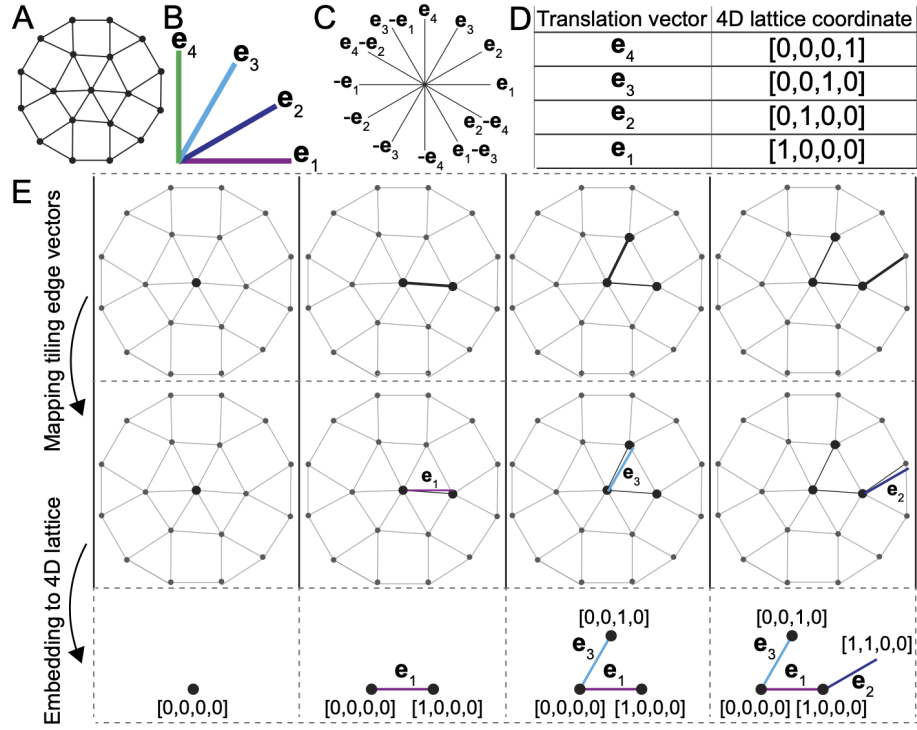 A
B
e4
e3
e2
e1
C
e4
e3-e1
e3
e4-e2
e2
-e1
e1
-e2
e2-e4
-e3
e1-e3
-e4
D
Translation vector 4D lattice coordinate
e4 [0,0,0,1]
e3 [0,0,1,0]
e2 [0,1,0,0]
e1 [1,0,0,0]
E
Mapping tiling edge vectors
e1
e3
e2
Embedding to 4D lattice
[0,0,0,0]
e1
[0,0,0,0] [1,0,0,0]
[0,0,1,0]
e3
e1
[0,0,0,0] [1,0,0,0]
[0,0,1,0]
[1,1,0,0]
e3
e1
e2
[0,0,0,0] [1,0,0,0]